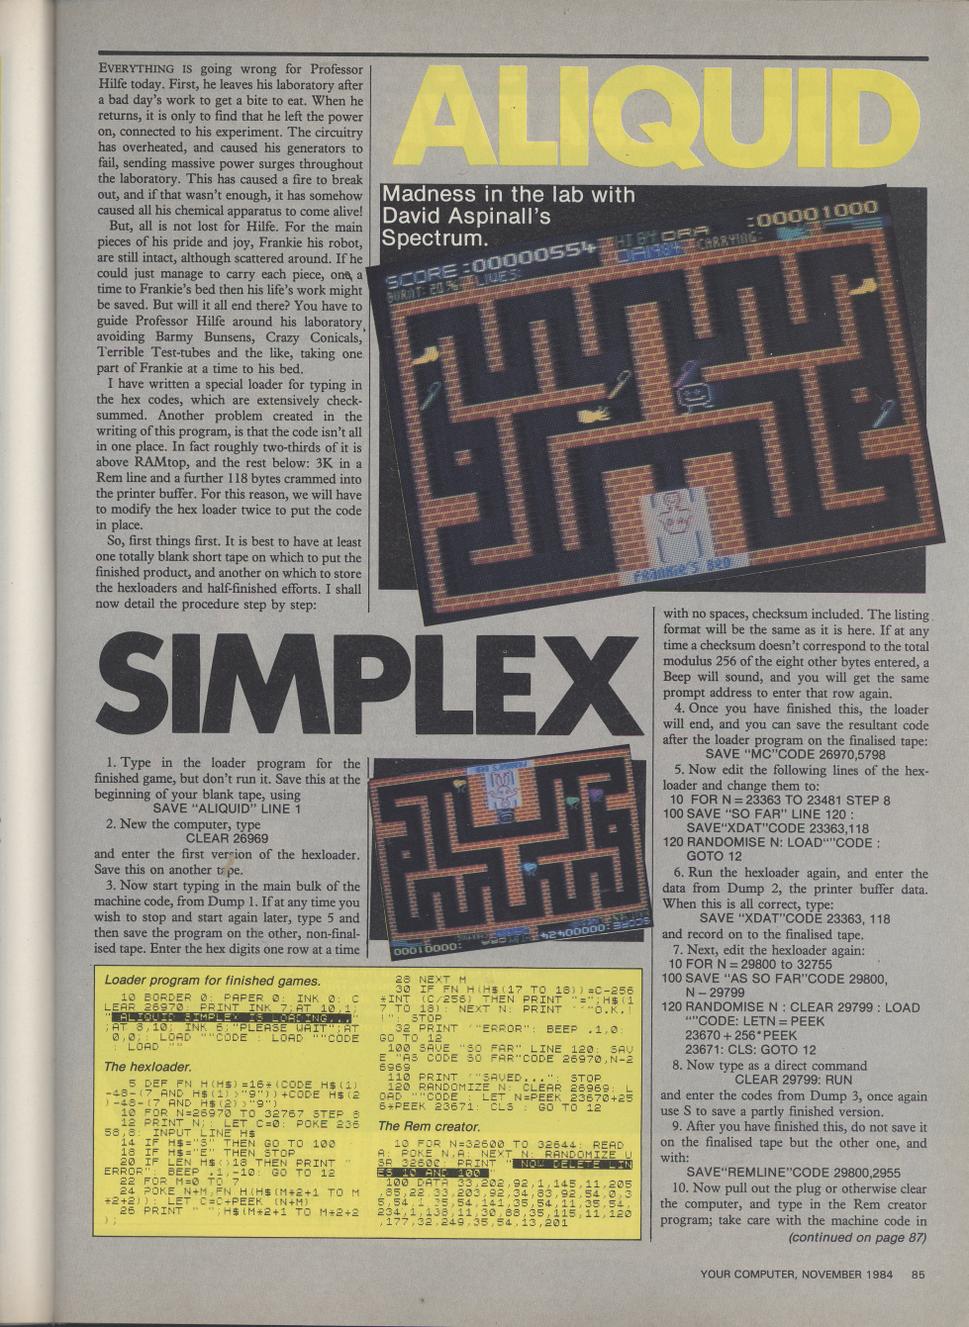 EVERYTHING IS going wrong for Professor
Hilfe today. First, he leaves his laboratory after
a bad day's work to get a bite to eat. When he
returns, it is only to find that he left the power
on, connected to his experiment. The circuitry
has overheated, and caused his generators to
fail, sending massive power surges throughout
the laboratory. This has caused a fire to break
out, and if that wasn't enough, it has somehow
caused all his chemical apparatus to come alive!
But, all is not lost for Hilfe. For the main
pieces of his pride and joy, Frankie his robot,
are still intact, although scattered around. If he
could just manage to carry each piece, one, a
time to Frankie's bed then his life's work might
be saved. But will it all end there? You have to
guide Professor Hilfe around his laboratory,
avoiding Barmy Bunsens, Crazy Conicals,
Terrible Test-tubes and the like, taking one
part of Frankie at a time to his bed.
I have written a special loader for typing in
the hex codes, which are extensively check-
summed. Another problem created in the
writing of this program, is that the code isn't all
in one place. In fact roughly two-thirds of it is
above RAMtop, and the rest below: 3K in a
Rem line and a further 118 bytes crammed into
the printer buffer. For this reason, we will have
to modify the hex loader twice to put the code
in place.
So, first things first. It is best to have at least
one totally blank short tape on which to put the
finished product, and another on which to store
the hexloaders and half-finished efforts. I shall
now detail the procedure step by step:
ALIQUID
Madness in the lab with
David Aspinall's
Spectrum.
SCORE:00000554 HI BY DRA :00001000
BURNT: 20% LIVES: CARRYING:
FRANKIE'S BED
SIMPLEX
1. Type in the loader program for the
finished game, but don't run it. Save this at the
beginning of your blank tape, using
SAVE "ALIQUID" LINE 1
2. New the computer, type
CLEAR 26969
and enter the first version of the hexloader.
Save this on another tape.
3. Now start typing in the main bulk of the
machine code, from Dump 1. If at any time you
wish to stop and start again later, type 5 and
then save the program on the other, non-final-
ised tape. Enter the hex digits one row at a time
with no spaces, checksum included. The listing
format will be the same as it is here. If at any
time a checksum doesn't correspond to the total
modulus 256 of the eight other bytes entered, a
Beep will sound, and you will get the same
prompt address to enter that row again.
4. Once you have finished this, the loader
will end, and you can save the resultant code
after the loader program on the finalised tape:
SAVE "MC"CODE 26970,5798
5. Now edit the following lines of the hex-
loader and change them to:
10 FOR N = 23363 TO 23481 STEP 8
100 SAVE "SO FAR" LINE 120 :
SAVE"XDAT"CODE 23363,118
120 RANDOMISE N: LOAD""CODE :
GOTO 12
6. Run the hexloader again, and enter the
data from Dump 2, the printer buffer data.
When this is all correct, type:
SAVE "XDAT"CODE 23363, 118
and record on to the finalised tape.
7. Next, edit the hexloader again:
10 FOR N = 29800 to 32755
100 SAVE "AS SO FAR"CODE 29800,
N – 29799
120 RANDOMISE N : CLEAR 29799 : LOAD
""CODE: LETN = PEEK
23670 + 256*PEEK
23671: CLS: GOTO 12
8. Now type as a direct command
CLEAR 29799: RUN
and enter the codes from Dump 3, once again
use S to save a partly finished version.
9. After you have finished this, do not save it
on the finalised tape but the other one, and
with:
SAVE"REMLINE"CODE 29800,2955
10. Now pull out the plug or otherwise clear
the computer, and type in the Rem creator
program; take care with the machine code in
(continued on page 87)
Loader program for finished games.
10 BORDER 0: PAPER 0: INK 0: C
LEAR 26970: PRINT INK 7;AT 10,1;
" ALIQUID SIMPLEX IS LOADING..."
;AT 8,10; INK 6;"PLEASE WAIT";AT
0,0;: LOAD ""CODE : LOAD ""CODE
: LOAD ""
The hexloader.
5 DEF FN H(H$)=16*(CODE H$(1)
-48-(7 AND H$(1)>"9"))+CODE H$(2
)-48-(7 AND H$(2)>"9")
10 FOR N=26970 TO 32767 STEP 8
12 PRINT N;: LET C=0: POKE 236
58,8: INPUT LINE H$
14 IF H$="S" THEN GO TO 100
18 IF H$="E" THEN STOP
20 IF LEN H$<>18 THEN PRINT "
ERROR": BEEP .1,-10: GO TO 12
22 FOR M=0 TO 7
24 POKE N+M,FN H(H$(M*2+1 TO M
*2+2)): LET C=C+PEEK (N+M)
26 PRINT " ";H$(M*2+1 TO M*2+2
);
28 NEXT M
30 IF FN H(H$(17 TO 18))=C-256
*INT (C/256) THEN PRINT "=";H$(1
7 TO 18): NEXT N: PRINT "O.K.!
!": STOP
32 PRINT '"ERROR": BEEP .1,0:
GO TO 12
100 SAVE "SO FAR" LINE 120: SAV
E "AS CODE SO FAR"CODE 26970,N-2
6969
110 PRINT '"SAVED...": STOP
120 RANDOMIZE N: CLEAR 26969: L
OAD ""CODE : LET N=PEEK 23670+25
6*PEEK 23671: CLS : GO TO 12
The Rem creator.
10 FOR N=32600 TO 32644: READ
A: POKE N,A: NEXT N: RANDOMIZE U
SR 32600: PRINT " NOW DELETE LIN
ES 10 AND 100 "
100 DATA 33,202,92,1,145,11,205
,85,22,33,203,92,34,83,92,54,0,3
5,54,1,35,54,141,35,54,11,35,54,
234,1,138,11,30,88,35,115,11,120
,177,32,249,35,54,13,201
YOUR COMPUTER, NOVEMBER 1984 85